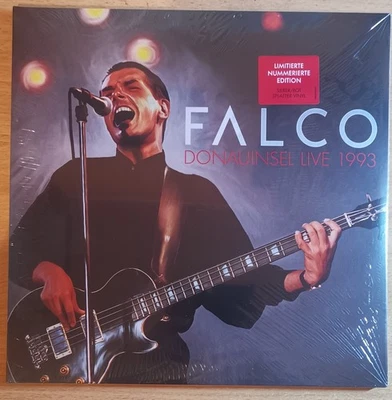 LIMITIERTE
NUMMERIERTE
EDITION
FALCO
DONAUINSEL LIVE 1993